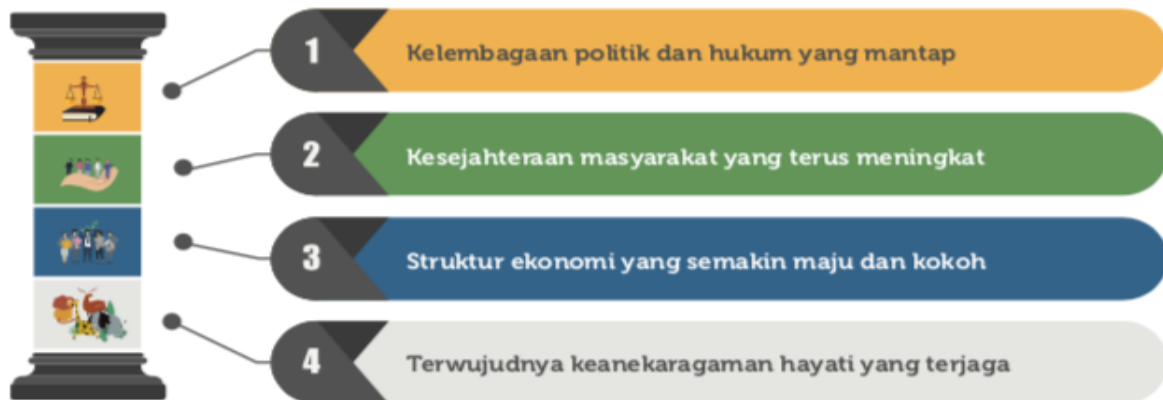 1
Kelembagaan politik dan hukum yang mantap
2
Kesejahteraan masyarakat yang terus meningkat
3
Struktur ekonomi yang semakin maju dan kokoh
4
Terwujudnya keanekaragaman hayati yang terjaga